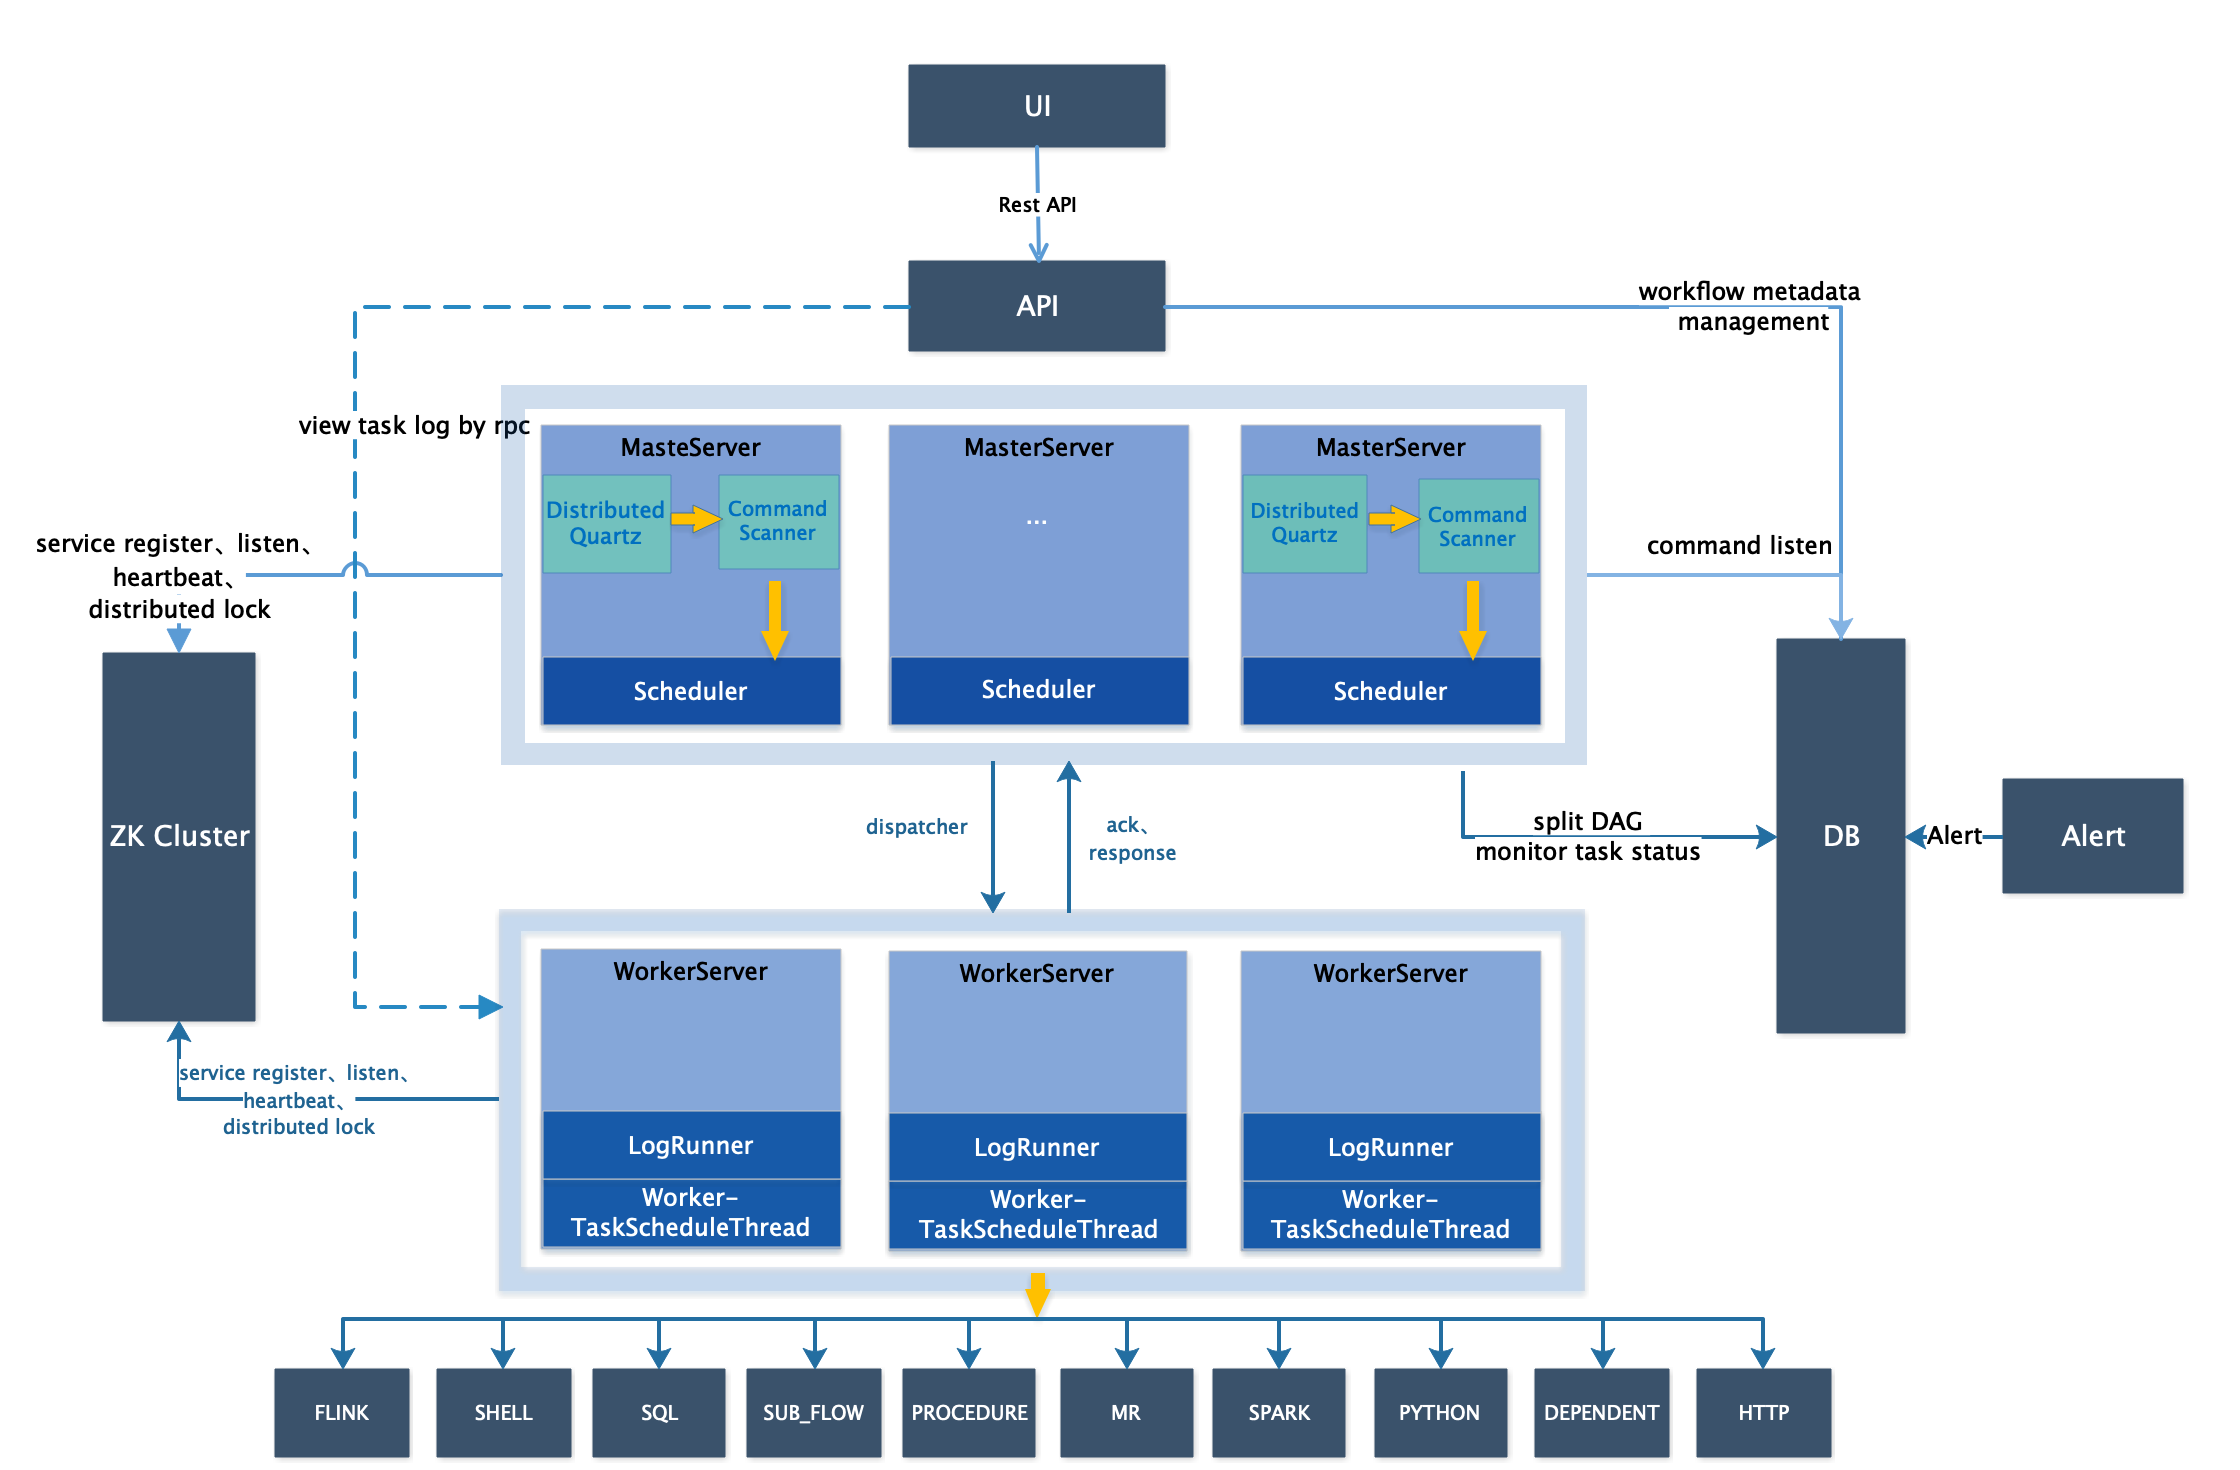 UI
Rest API
API
workflow metadata
management
view task log by rpc
MasteServer
MasterServer
MasterServer
Distributed
Quartz
Command
Scanner
...
Distributed
Quartz
Command
Scanner
service register、listen、
heartbeat、
distributed lock
command listen
Scheduler
Scheduler
Scheduler
ZK Cluster
dispatcher
ack、
response
split DAG
monitor task status
DB
Alert
Alert
WorkerServer
WorkerServer
WorkerServer
service register、listen、
heartbeat、
distributed lock
LogRunner
LogRunner
LogRunner
Worker-
TaskScheduleThread
Worker-
TaskScheduleThread
Worker-
TaskScheduleThread
FLINK
SHELL
SQL
SUB_FLOW
PROCEDURE
MR
SPARK
PYTHON
DEPENDENT
HTTP